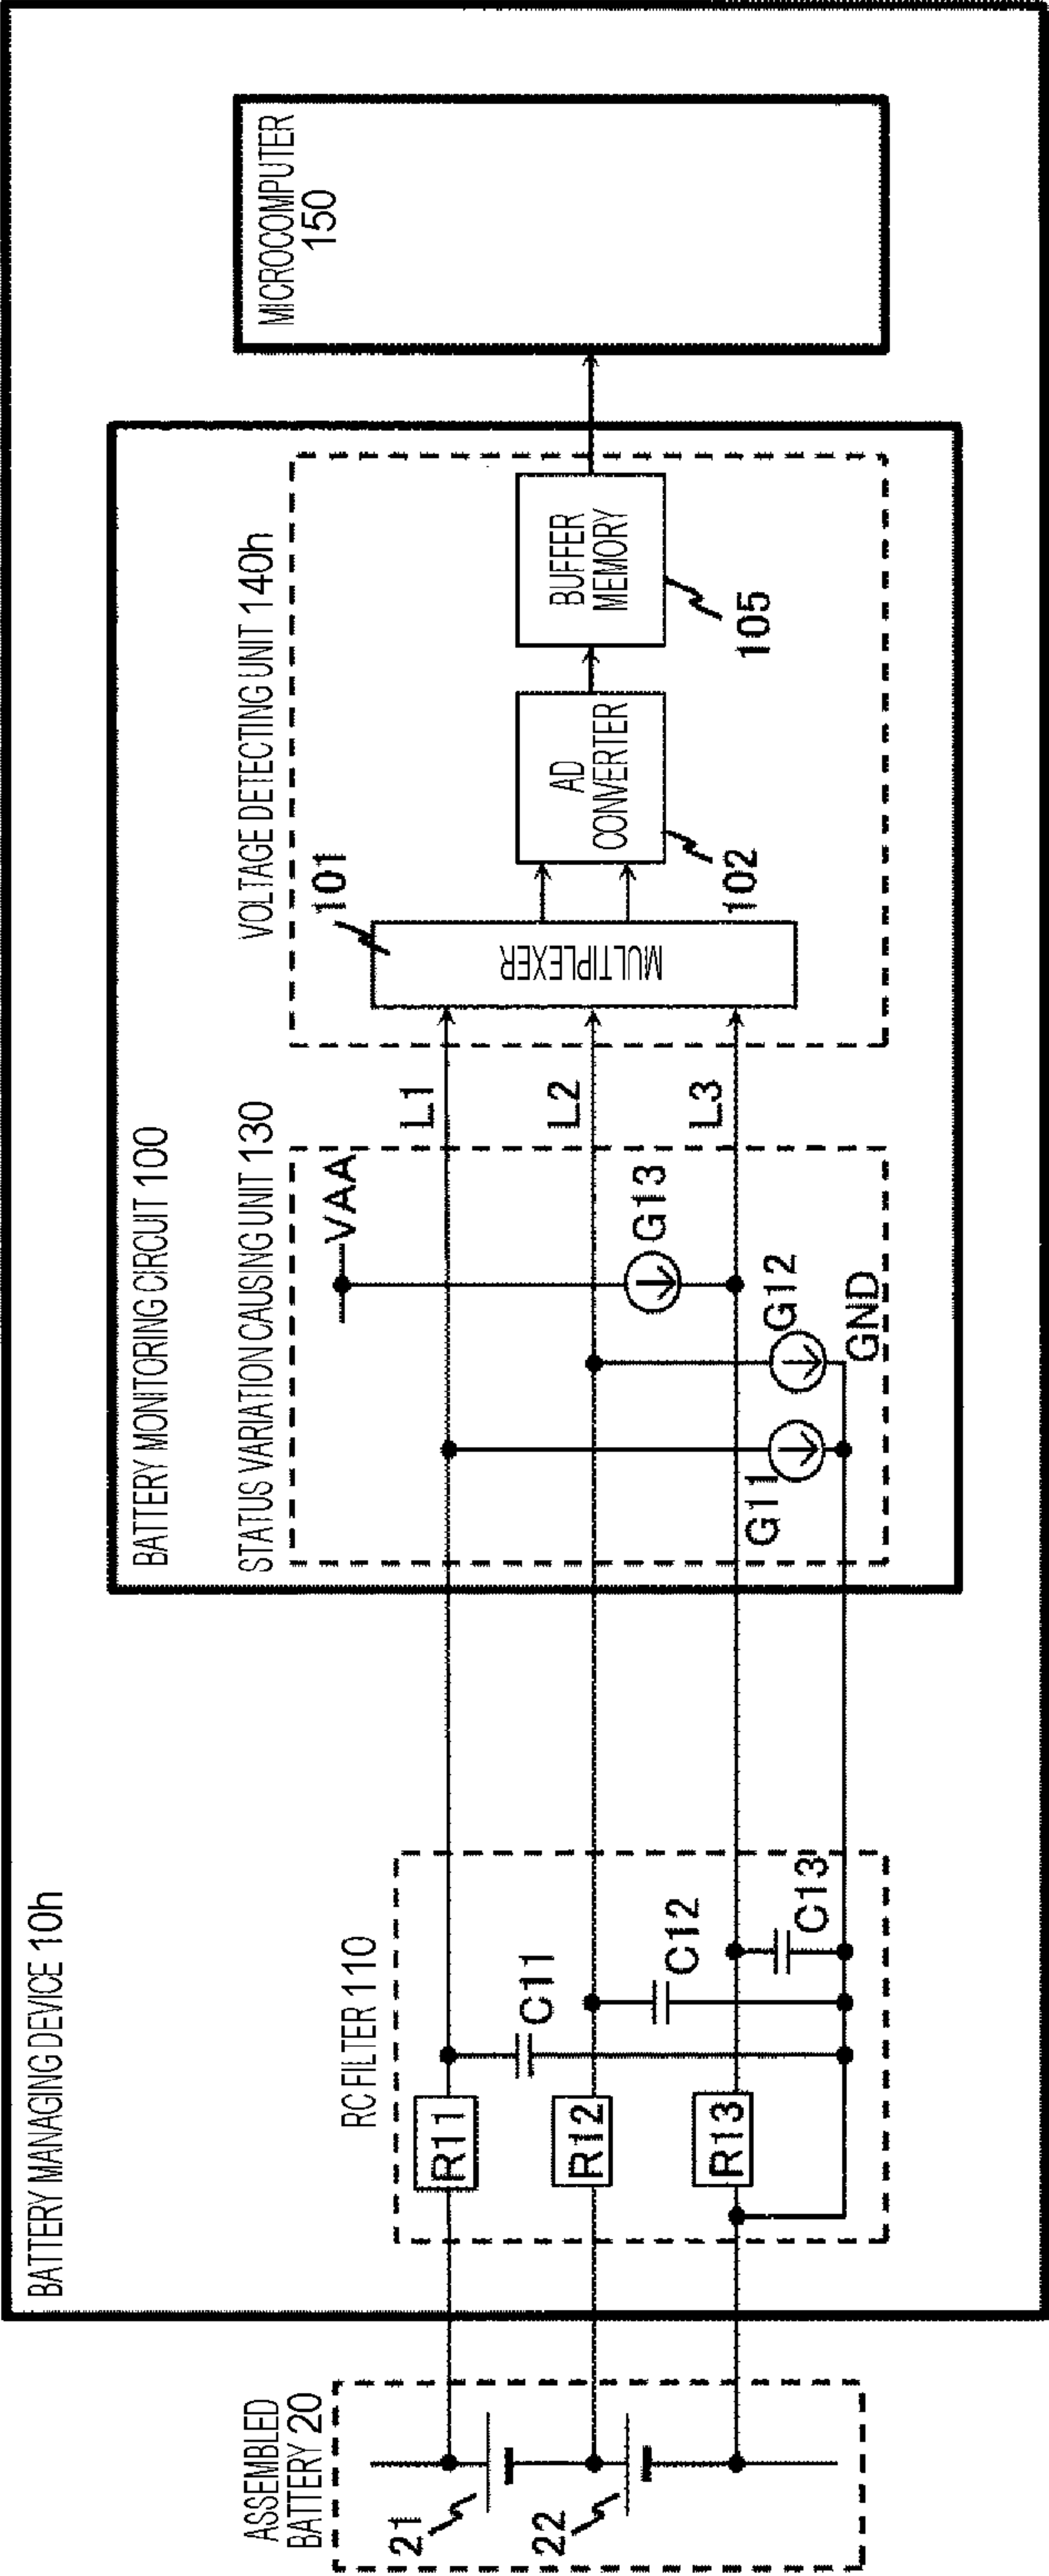 BATTERY MANAGING DEVICE 10h
ASSEMBLED
BATTERY 20
21
22
RC FILTER 110
R11
R12
R13
C11
C12
C13
BATTERY MONITORING CIRCUIT 100
STATUS VARIATION CAUSING UNIT 130
VAA
G11
G12
G13
GND
L1
L2
L3
VOLTAGE DETECTING UNIT 140h
101
MULTIPLEXER
AD
CONVERTER
102
BUFFER
MEMORY
105
MICROCOMPUTER
150